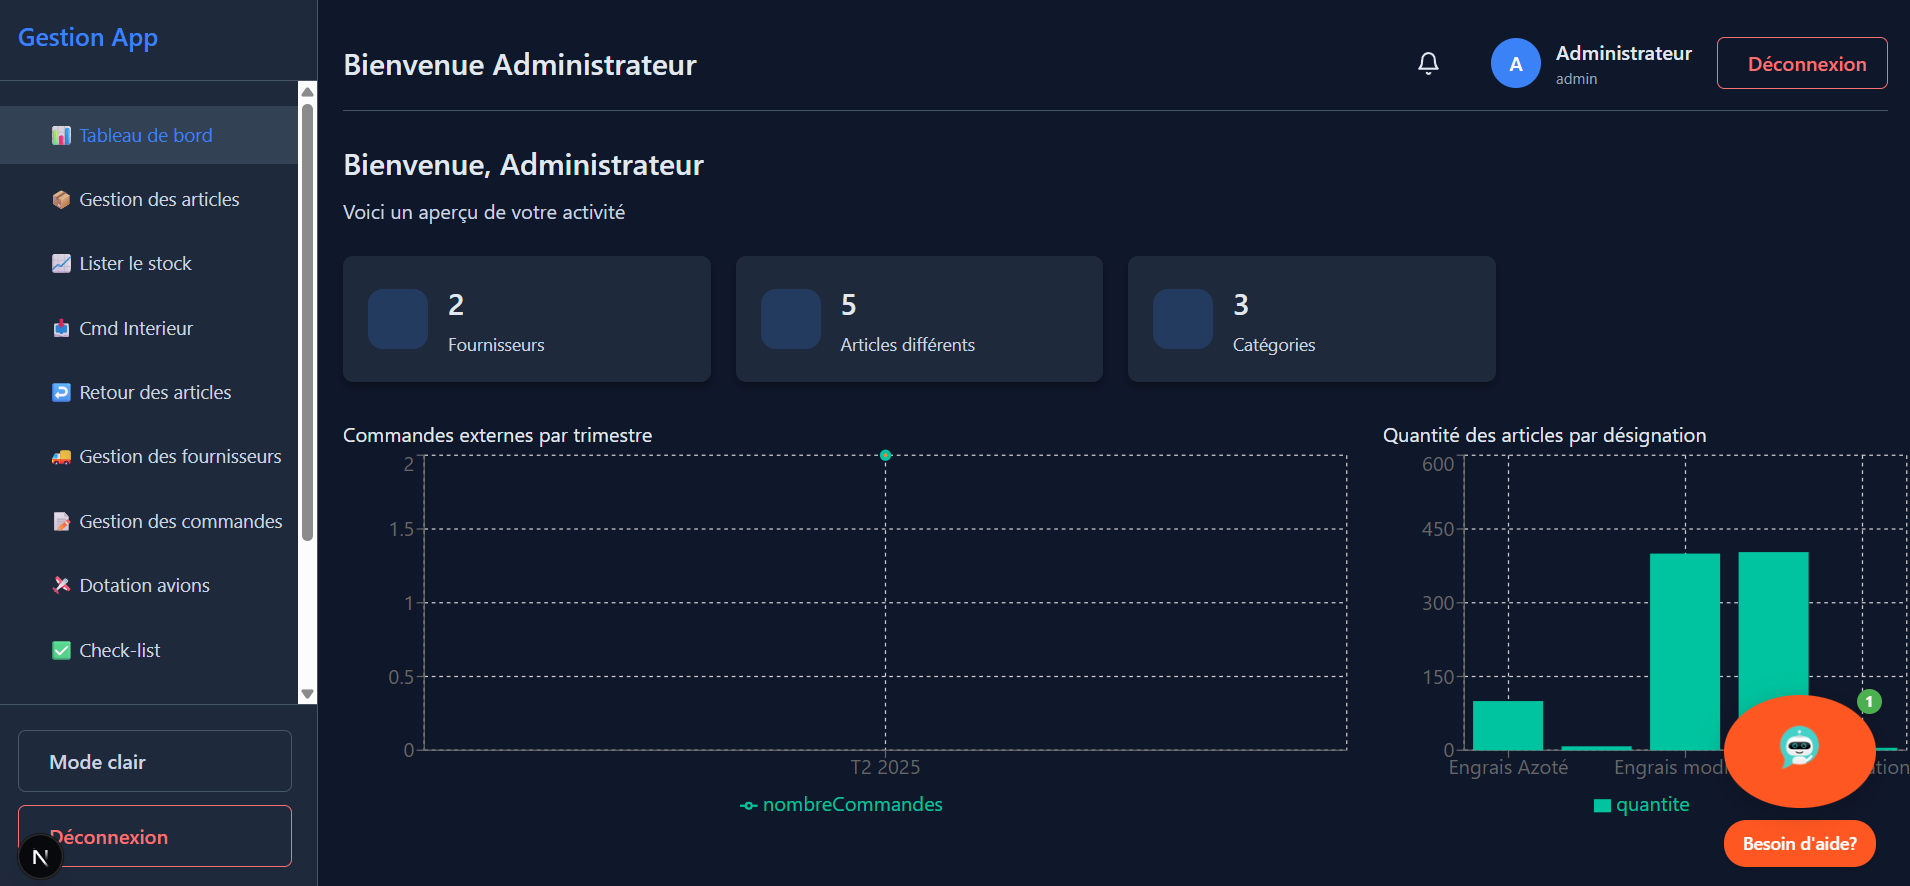 Gestion App
Tableau de bord
Gestion des articles
Lister le stock
Cmd Interieur
Retour des articles
Gestion des fournisseurs
Gestion des commandes
Dotation avions
Check-list
Mode clair
Déconnexion
N
Bienvenue Administrateur
A
Administrateur
admin
Déconnexion
Bienvenue, Administrateur
Voici un aperçu de votre activité
2
Fournisseurs
5
Articles différents
3
Catégories
Commandes externes par trimestre
2
1.5
1
0.5
0
T2 2025
nombreCommandes
Quantité des articles par désignation
600
450
300
150
0
Engrais Azoté
Engrais
quantite
1
Besoin d'aide?